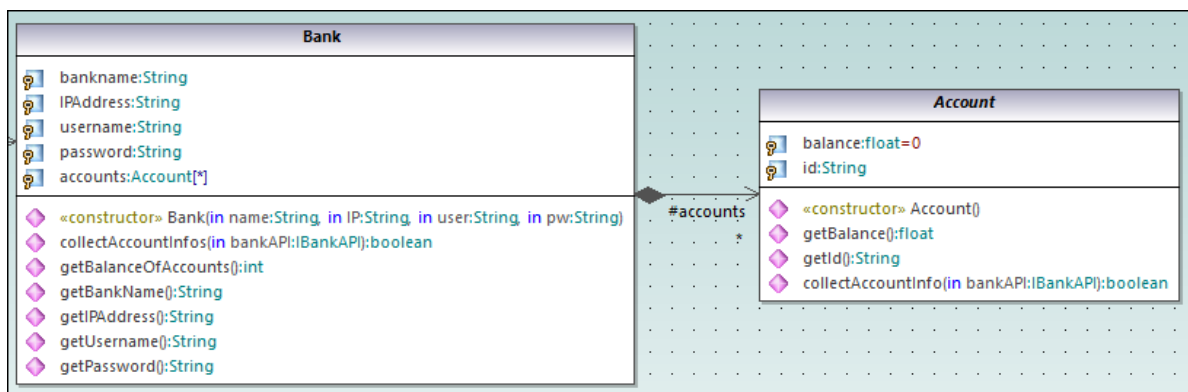 Bank
bankname:String
IPAddress:String
username:String
password:String
accounts:Account[*]
«constructor» Bank(in name:String, in IP:String, in user:String, in pw:String)
collectAccountInfos(in bankAPI:IBankAPI):boolean
getBalanceOfAccounts():int
getBankName():String
getIPAddress():String
getUsername():String
getPassword():String
#accounts
*
Account
balance:float=0
id:String
«constructor» Account()
getBalance():float
getId():String
collectAccountInfo(in bankAPI:IBankAPI):boolean